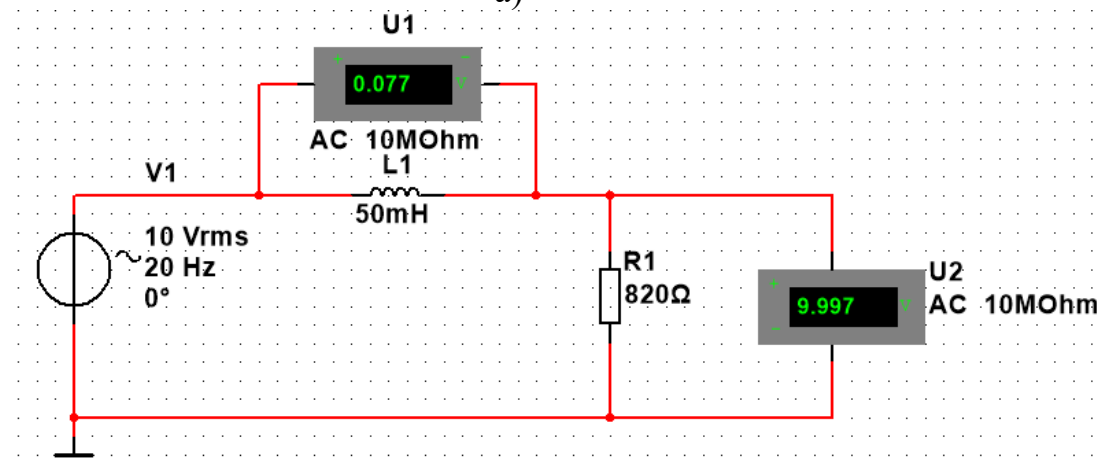 a)
U1
+ -
0.077 V
AC 10MOhm
V1
L1
50mH
10 Vrms
20 Hz
0°
R1
820Ω
U2
+
9.997 V
-
AC 10MOhm